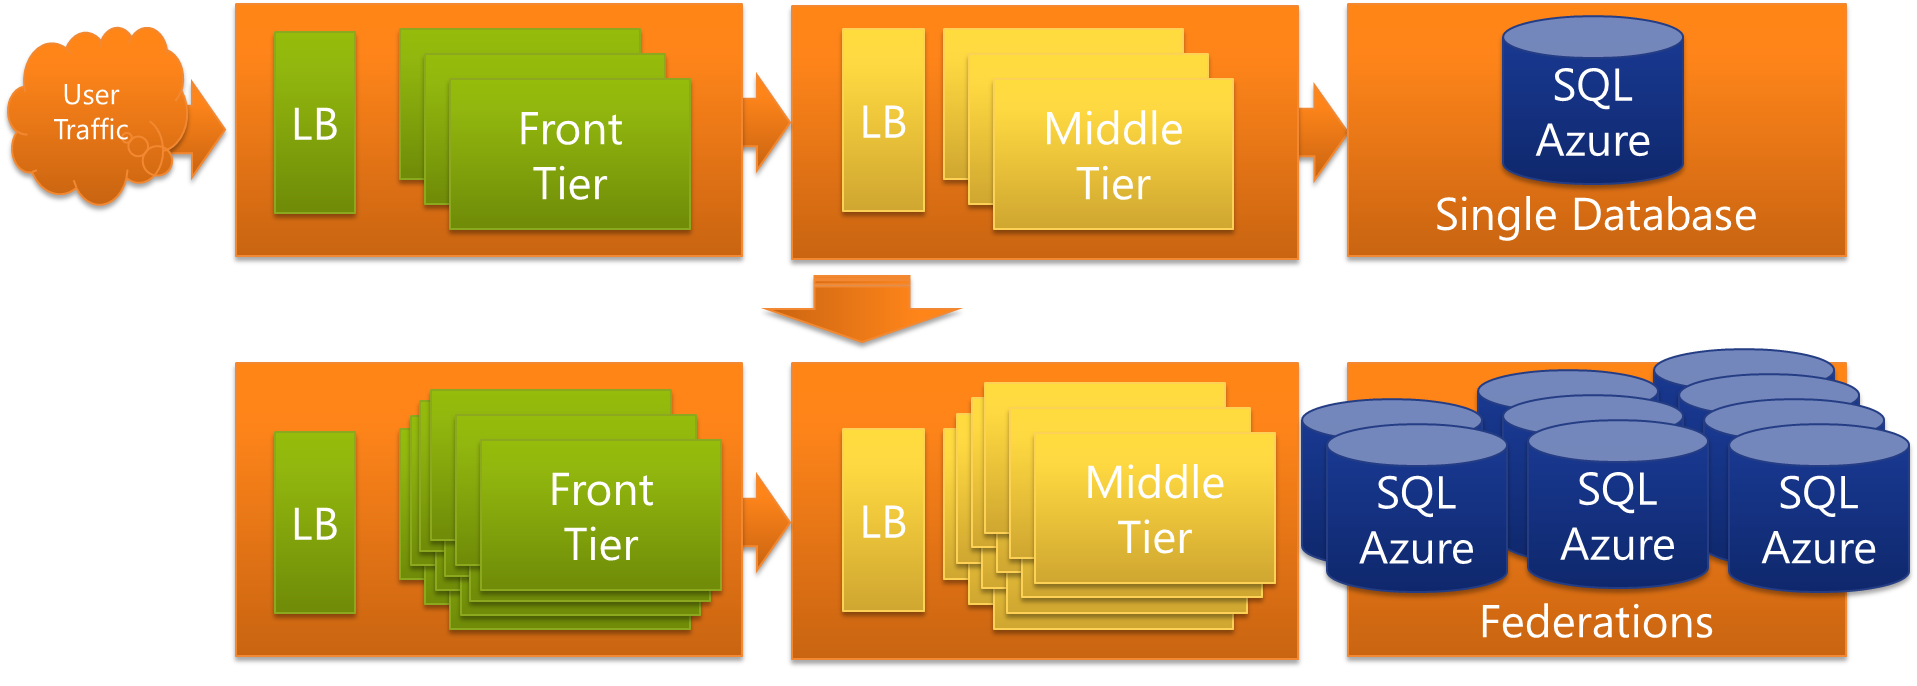 User
Traffic
LB
Front
Tier
LB
Middle
Tier
SQL
Azure
Single Database
LB
Front
Tier
LB
Middle
Tier
SQL
Azure
SQL
Azure
SQL
Azure
Federations